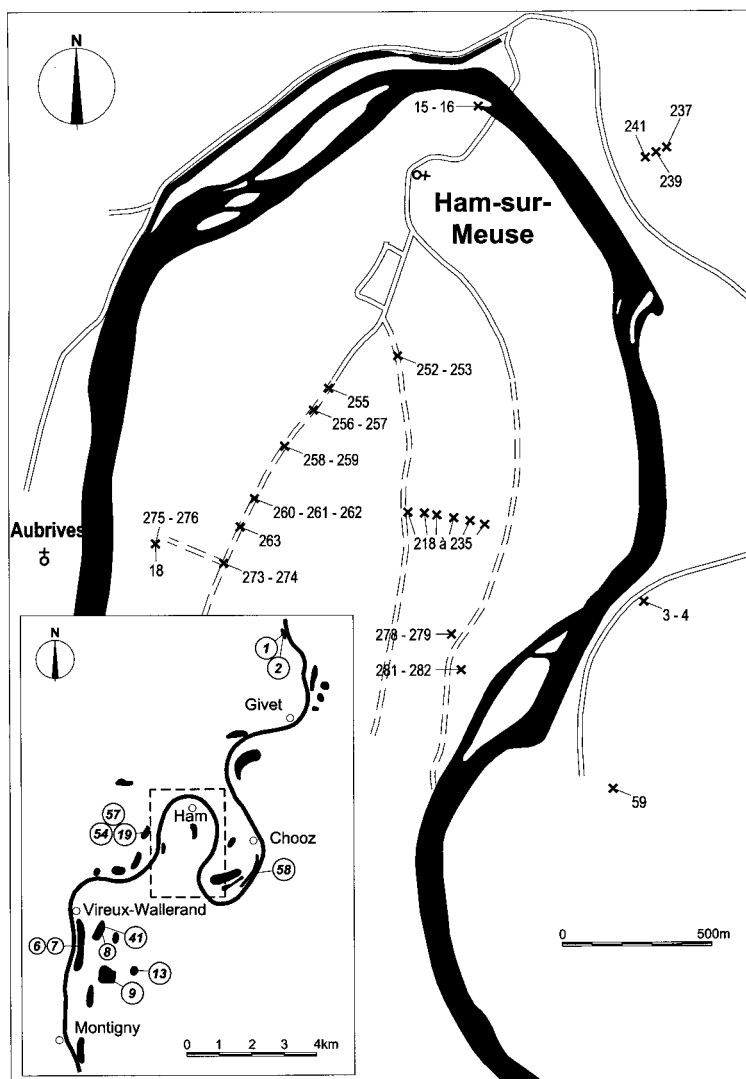 N
15 - 16
237
241
239
Ham-sur-
Meuse
252 - 253
255
256 - 257
258 - 259
260 - 261 - 262
Aubrives
275 - 276
263
218 à 235
18
273 - 274
3 - 4
278 - 279
281 - 282
59
0 500m
N
1
2
Givet
57
54 19
Ham
Chooz
58
Vireux-Wallerand
6 7
41
8
13
9
Montigny
0 1 2 3 4km